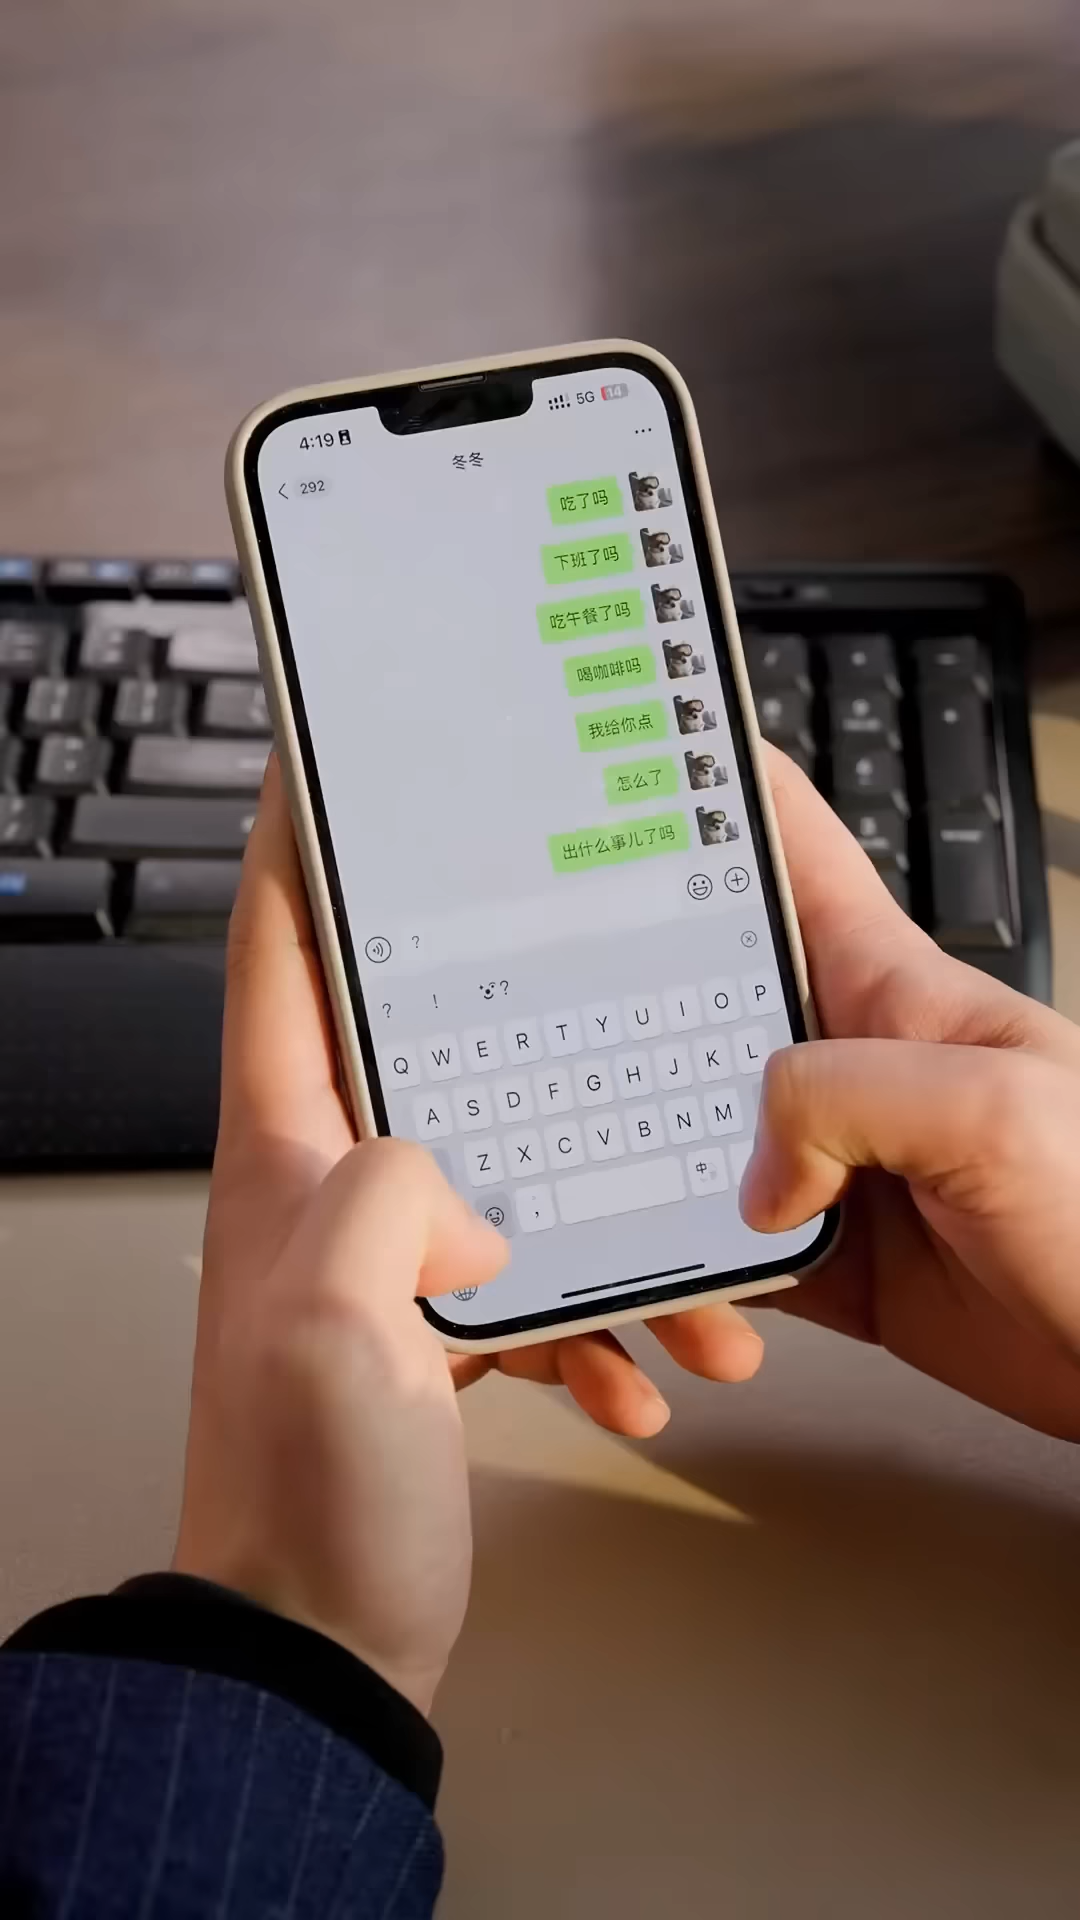 4:19
5G 14
292
冬冬
...
吃了吗
下班了吗
吃午餐了吗
喝咖啡吗
我给你点
怎么了
出什么事儿了吗
?
? ! ?
Q W E R T Y U I O P
A S D F G H J K L
Z X C V B N M
, 中